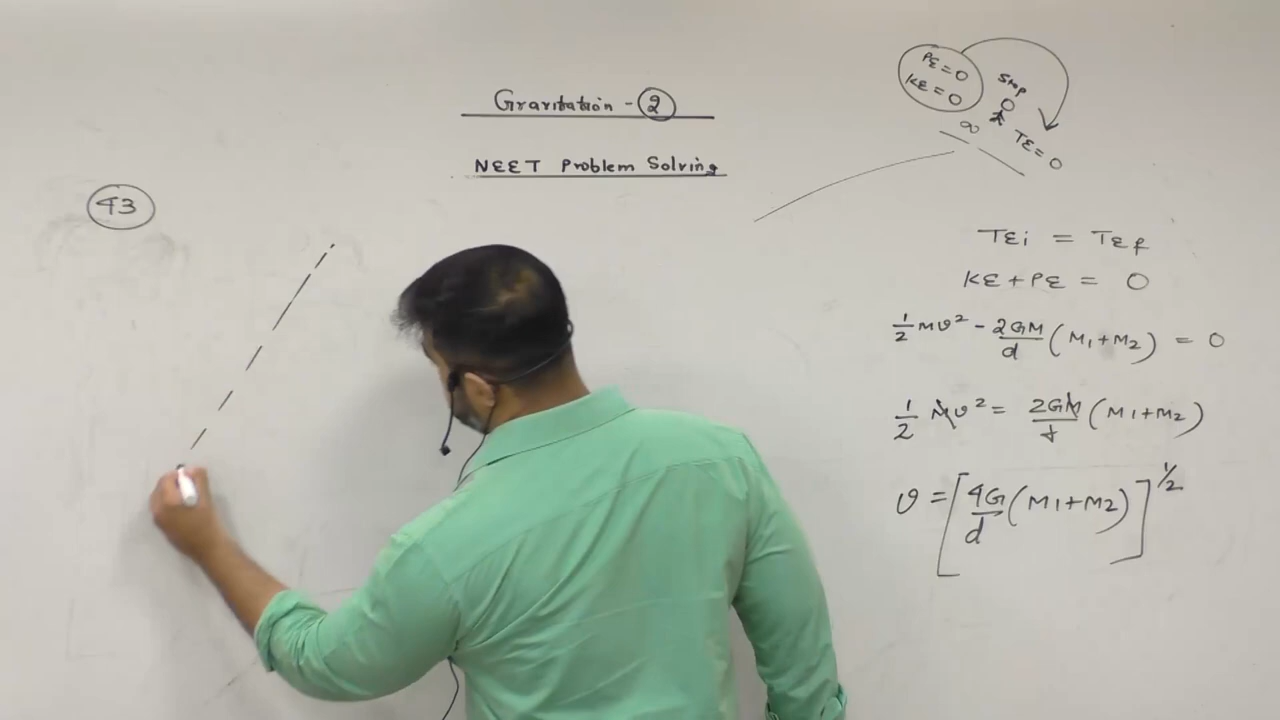 Gravitation - 2
NEET Problem Solving
43
PE=0
KE=0
Stop
∞
TE=0
TEi = TEf
KE+PE = 0
1/2 Mv² - 2GM/d (M₁+M₂) = 0
1/2 Mv² = 2GM/d (M₁+M₂)
v = [4G/d (M₁+M₂)]^1/2